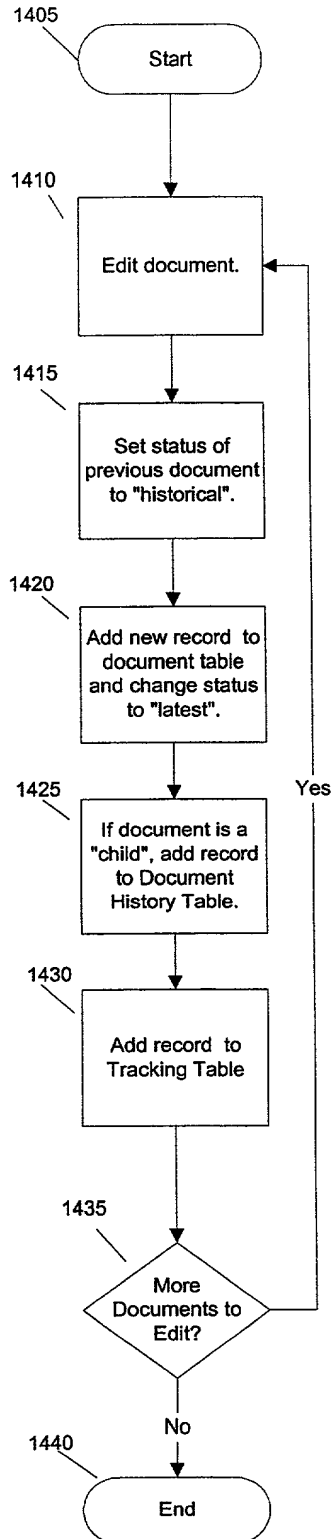 1405
Start
1410
Edit document.
1415
Set status of
previous document
to "historical".
1420
Add new record to
document table
and change status
to "latest".
Yes
1425
If document is a
"child", add record
to Document
History Table.
1430
Add record to
Tracking Table
1435
More
Documents to
Edit?
No
1440
End